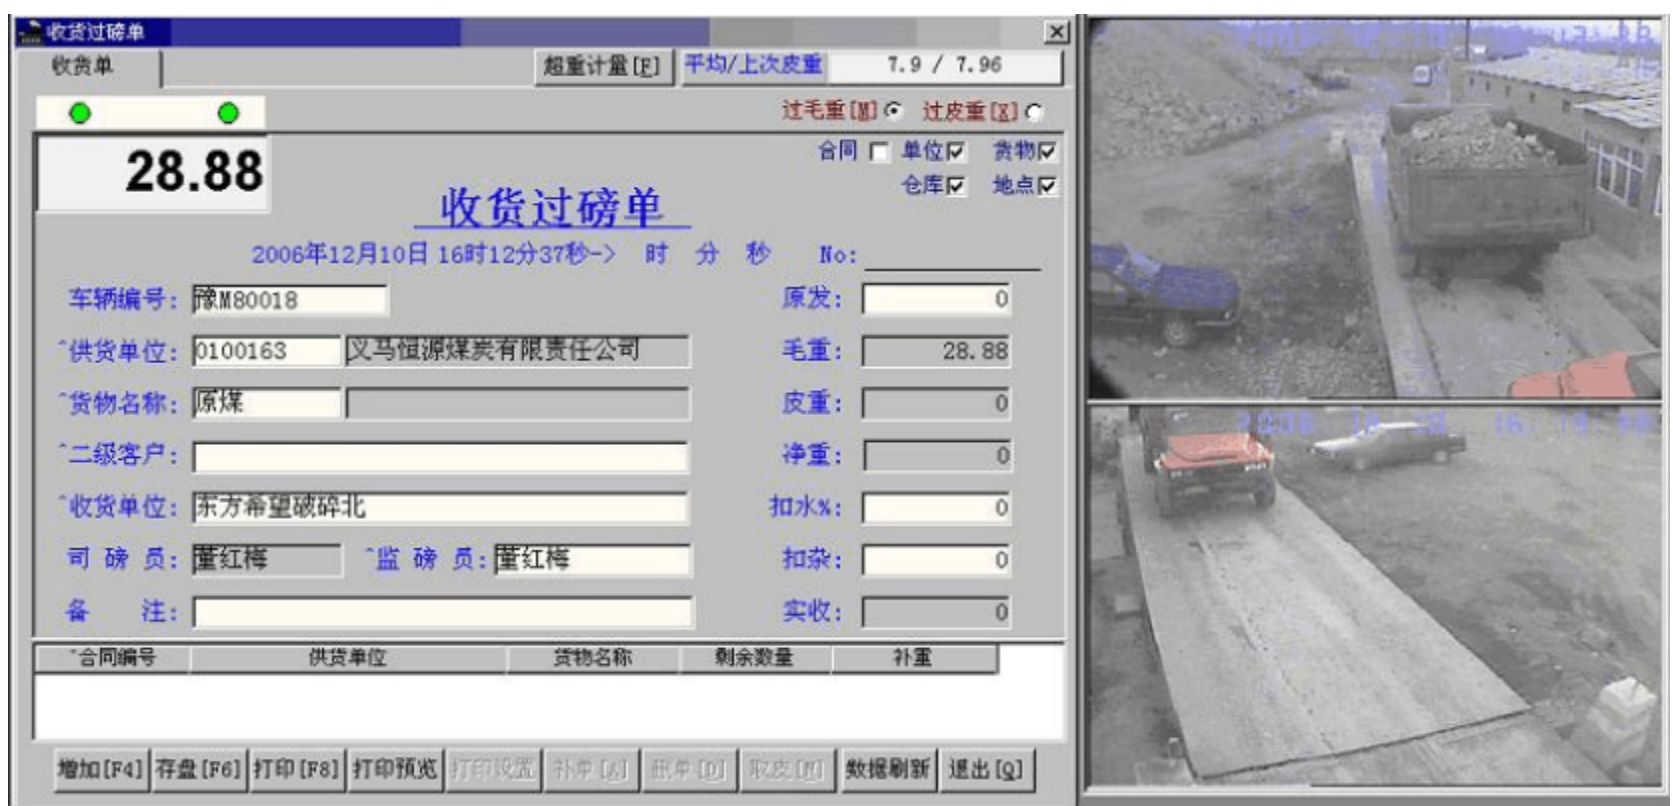 收货过磅单
收货单 超重计量[F] 平均/上次皮重 7.9 / 7.96
过毛重[M] 过皮重[X]
28.88 合同 单位 货物
仓库 地点
收货过磅单
2006年12月10日 16时12分37秒-> 时 分 秒 No:
车辆编号: 豫M80018 原发: 0
^供货单位: 0100163 义马恒源煤炭有限责任公司 毛重: 28.88
^货物名称: 原煤 皮重: 0
^二级客户: 净重: 0
^收货单位: 东方希望破碎北 扣水%: 0
司 磅 员: 董红梅 ^监 磅 员: 董红梅 扣杂: 0
备 注: 实收: 0
^合同编号 供货单位 货物名称 剩余数量 补重
增加[F4] 存盘[F6] 打印[F8] 打印预览 打印设置 补单[A] 删单[D] 取皮[M] 数据刷新 退出[Q]